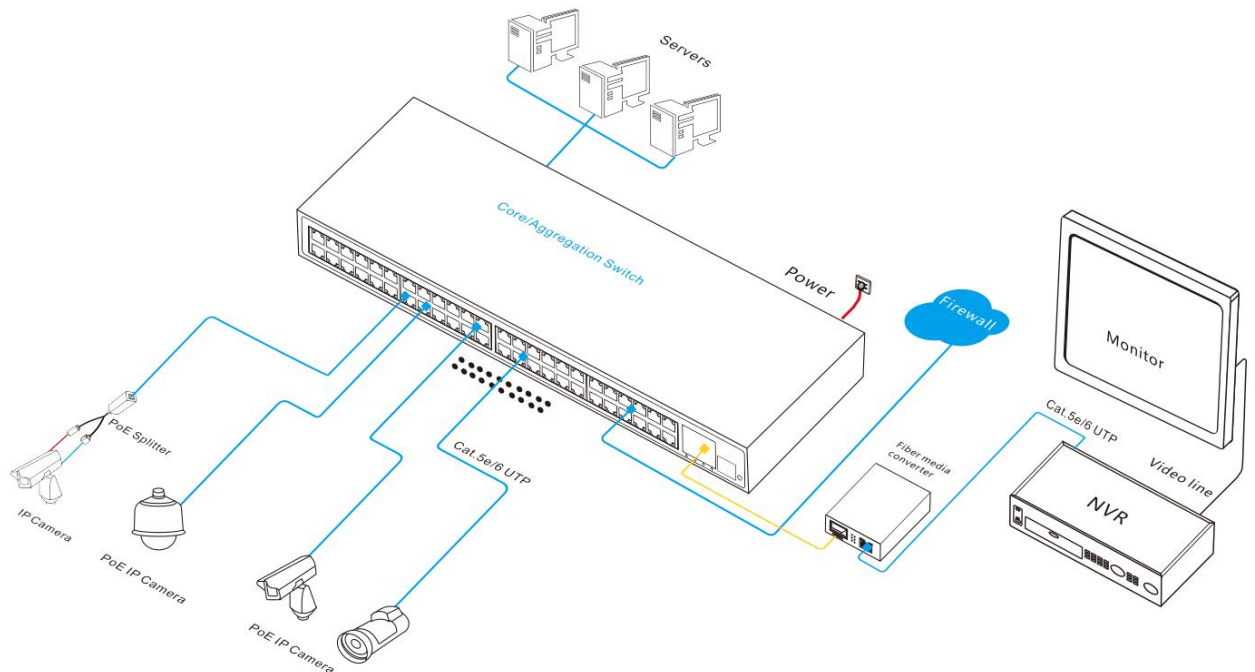 Servers
Core/Aggregation Switch
Power
Firewall
Monitor
Cat.5e/6 UTP
Fiber media
converter
Video line
NVR
PoE Splitter
IP Camera
PoE IP Camera
Cat.5e/6 UTP
PoE IP Camera